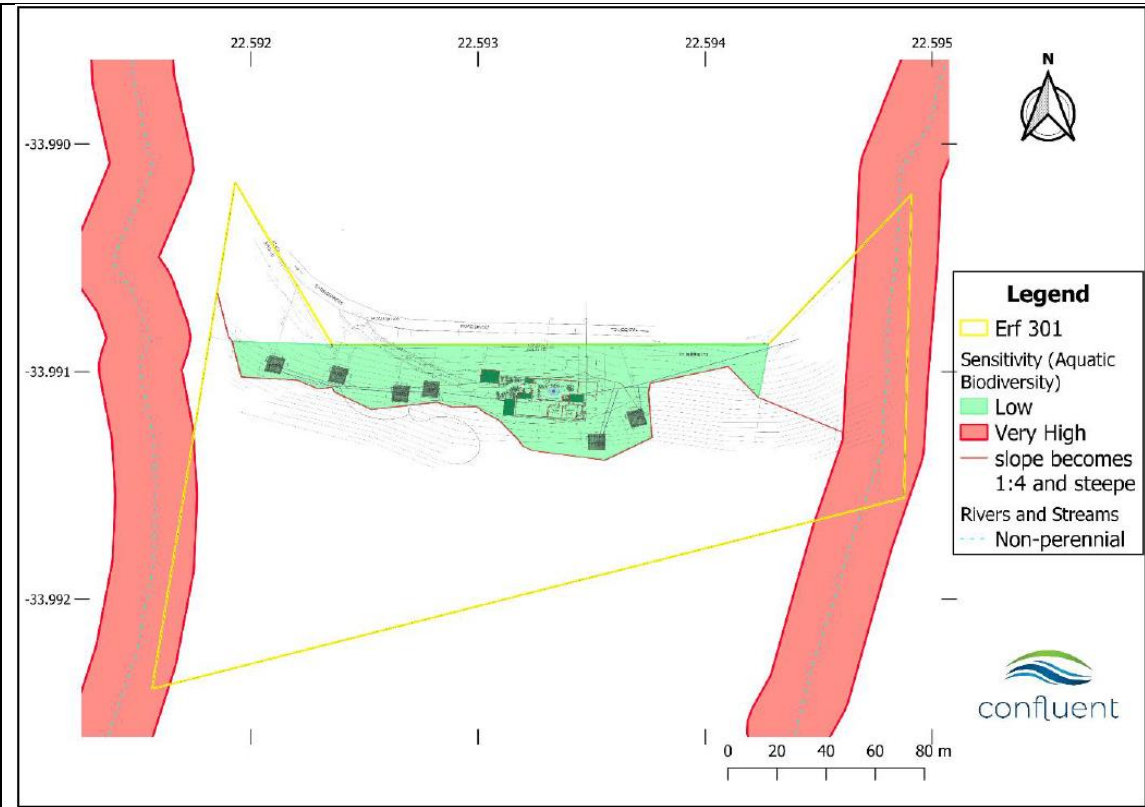 22.592
22.593
22.594
22.595
N
-33.990
-33.991
-33.992
Legend
Erf 301
Sensitivity (Aquatic
Biodiversity)
Low
Very High
slope becomes
1:4 and steepe
Rivers and Streams
Non-perennial
confluent
0 20 40 60 80 m